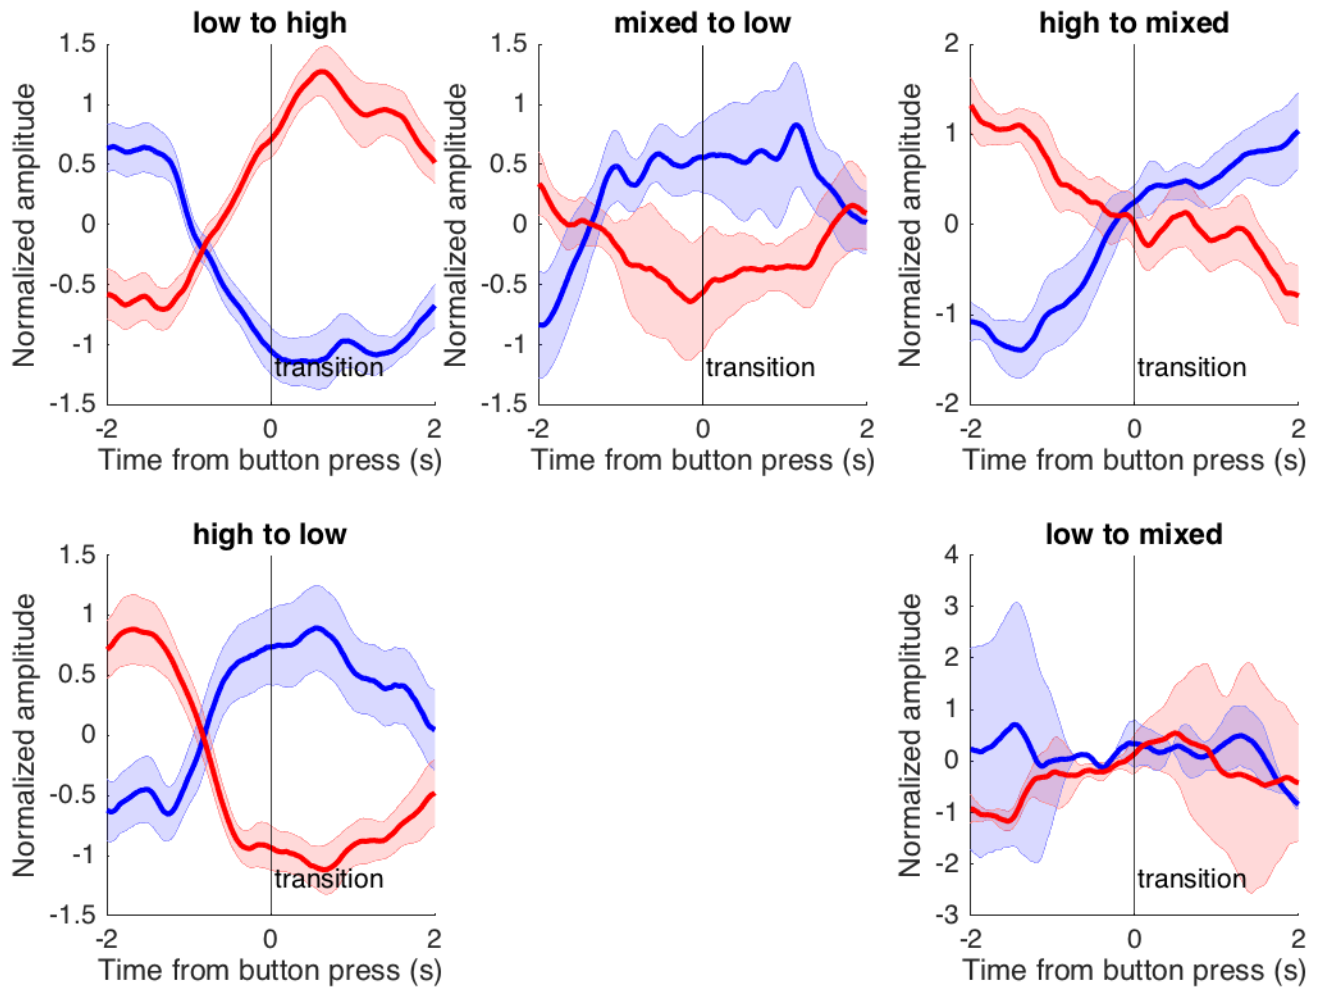 low to high
1.5
1
0.5
0
-0.5
-1
-1.5
Normalized amplitude
transition
-2 0 2
Time from button press (s)
mixed to low
1.5
1
0.5
0
-0.5
-1
-1.5
Normalized amplitude
transition
-2 0 2
Time from button press (s)
high to mixed
2
1
0
-1
-2
Normalized amplitude
transition
-2 0 2
Time from button press (s)
high to low
1.5
1
0.5
0
-0.5
-1
-1.5
Normalized amplitude
transition
-2 0 2
Time from button press (s)
low to mixed
4
3
2
1
0
-1
-2
-3
Normalized amplitude
transition
-2 0 2
Time from button press (s)